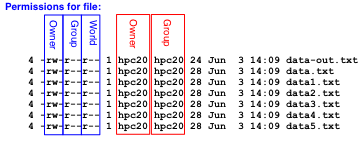 Permissions for file:
Owner Group World Owner Group
4 -rw-r--r-- 1 hpc20 hpc20 24 Jun 3 14:09 data-out.txt
4 -rw-r--r-- 1 hpc20 hpc20 28 Jun 3 14:09 data.txt
4 -rw-r--r-- 1 hpc20 hpc20 28 Jun 3 14:09 data1.txt
4 -rw-r--r-- 1 hpc20 hpc20 28 Jun 3 14:09 data2.txt
4 -rw-r--r-- 1 hpc20 hpc20 28 Jun 3 14:09 data3.txt
4 -rw-r--r-- 1 hpc20 hpc20 28 Jun 3 14:09 data4.txt
4 -rw-r--r-- 1 hpc20 hpc20 28 Jun 3 14:09 data5.txt